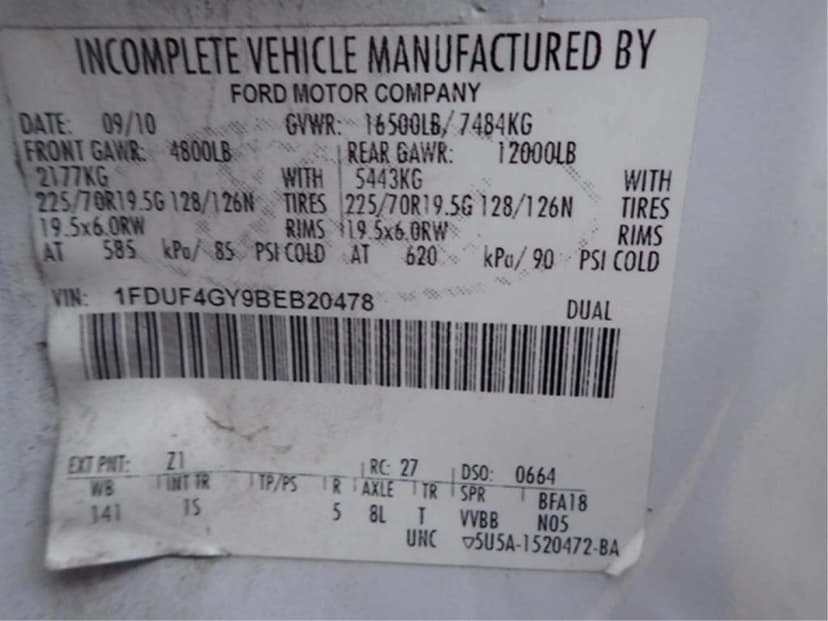 INCOMPLETE VEHICLE MANUFACTURED BY
FORD MOTOR COMPANY
DATE: 09/10 GVWR: 16500LB/ 7484KG
FRONT GAWR: 4800LB REAR GAWR: 12000LB
2177KG WITH 5443KG WITH
225/70R19.5G 128/126N TIRES 225/70R19.5G 128/126N TIRES
19.5x6.0RW RIMS 19.5x6.0RW RIMS
AT 585 kPa/ 85 PSI COLD AT 620 kPa/ 90 PSI COLD
VIN: 1FDUF4GY9BEB20478 DUAL
EXT PNT: Z1 RC: 27 DSO: 0664
WB INT TR TP/PS R AXLE TR SPR BFA18
141 1S 5 8L T VVBB N05
UNC ▽5U5A-1520472-BA